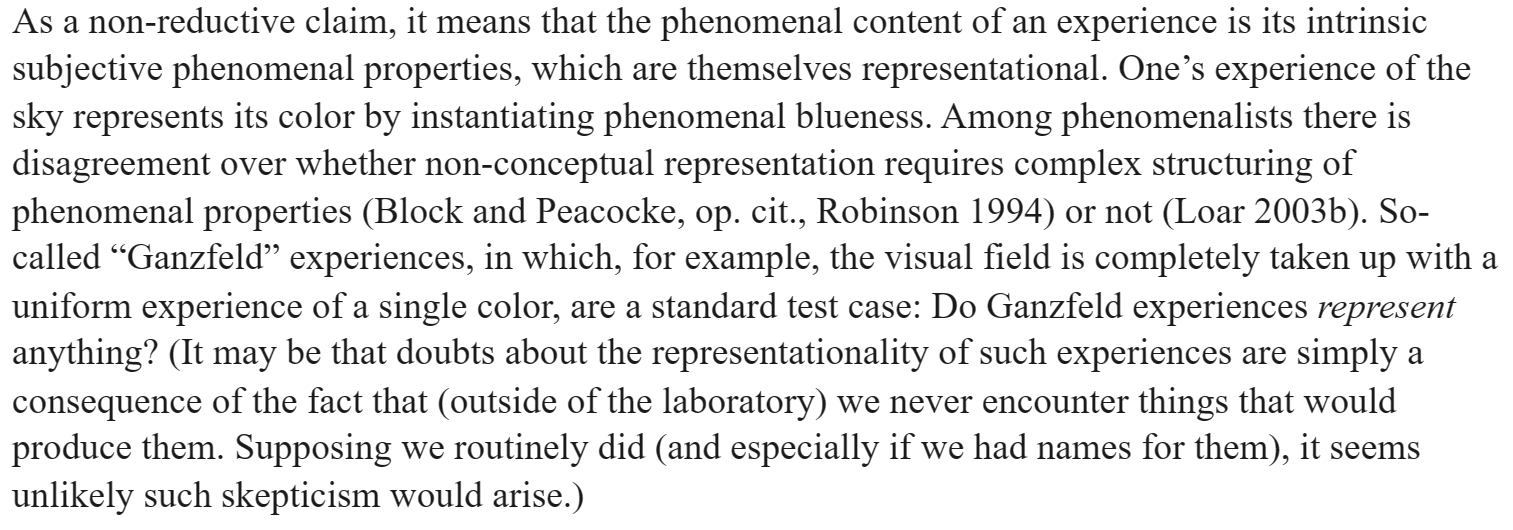 As a non-reductive claim, it means that the phenomenal content of an experience is its intrinsic
subjective phenomenal properties, which are themselves representational. One’s experience of the
sky represents its color by instantiating phenomenal blueness. Among phenomenalists there is
disagreement over whether non-conceptual representation requires complex structuring of
phenomenal properties (Block and Peacocke, op. cit., Robinson 1994) or not (Loar 2003b). So-
called “Ganzfeld” experiences, in which, for example, the visual field is completely taken up with a
uniform experience of a single color, are a standard test case: Do Ganzfeld experiences represent
anything? (It may be that doubts about the representationality of such experiences are simply a
consequence of the fact that (outside of the laboratory) we never encounter things that would
produce them. Supposing we routinely did (and especially if we had names for them), it seems
unlikely such skepticism would arise.)